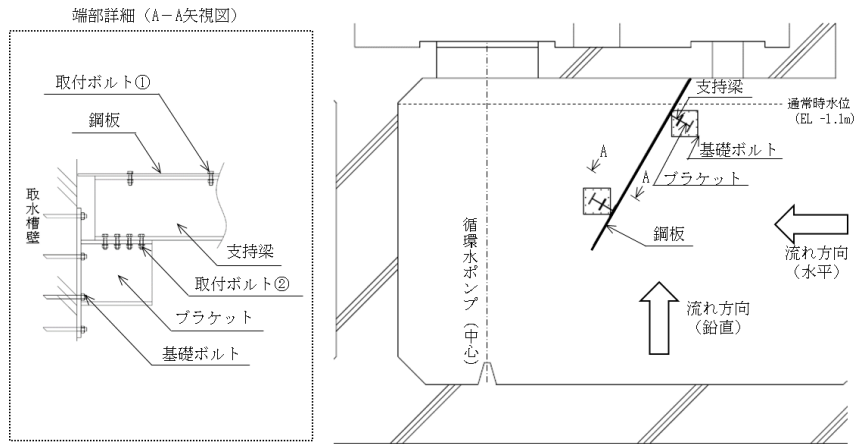 端部詳細（A－A矢視図）
取付ボルト①
鋼板
取水槽壁
支持梁
取付ボルト②
ブラケット
基礎ボルト
支持梁
通常時水位
（EL -1.1m）
基礎ボルト
A
A
ブラケット
鋼板
循環水ポンプ（中心）
流れ方向
（水平）
流れ方向
（鉛直）